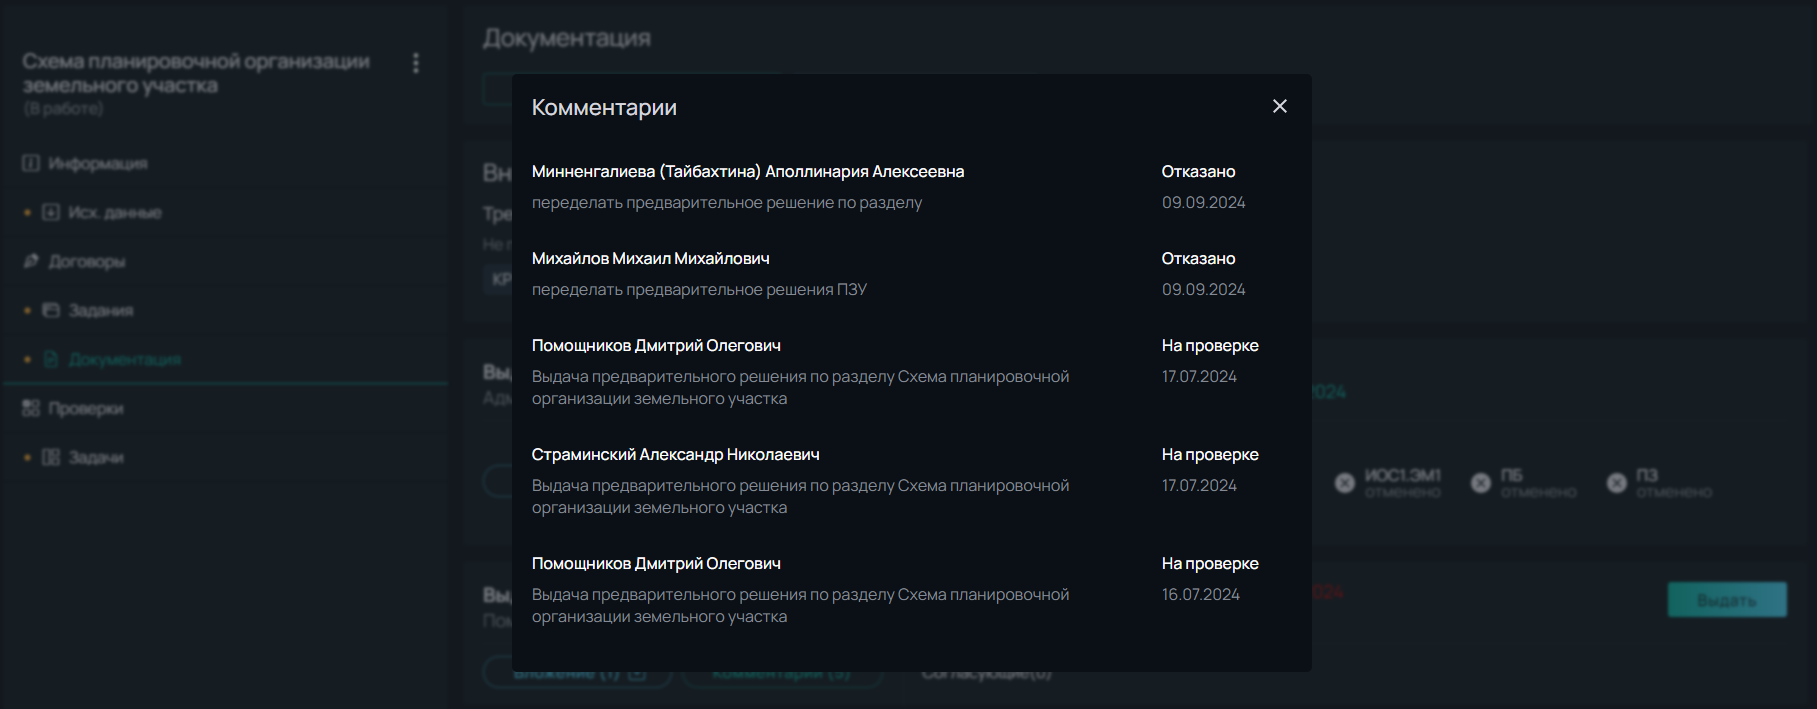 Схема планировочной организации
земельного участка
(В работе)
Информация
Исх. данные
Договоры
Задания
Документация
Проверки
Задачи
Документация
Комментарии
Минненгалиева (Тайбахтина) Аполлинария Алексеевна
Отказано
переделать предварительное решение по разделу
09.09.2024
Михайлов Михаил Михайлович
Отказано
переделать предварительное решения ПЗУ
09.09.2024
Помощников Дмитрий Олегович
На проверке
Выдача предварительного решения по разделу Схема планировочной
17.07.2024
организации земельного участка
Страминский Александр Николаевич
На проверке
Выдача предварительного решения по разделу Схема планировочной
17.07.2024
организации земельного участка
Помощников Дмитрий Олегович
На проверке
Выдача предварительного решения по разделу Схема планировочной
16.07.2024
организации земельного участка
КР
ИОС1.ЭМ1
отменено
ПБ
отменено
ПЗ
отменено
Выдать
Вложение (1)
Комментарии (5)
Согласующие(0)